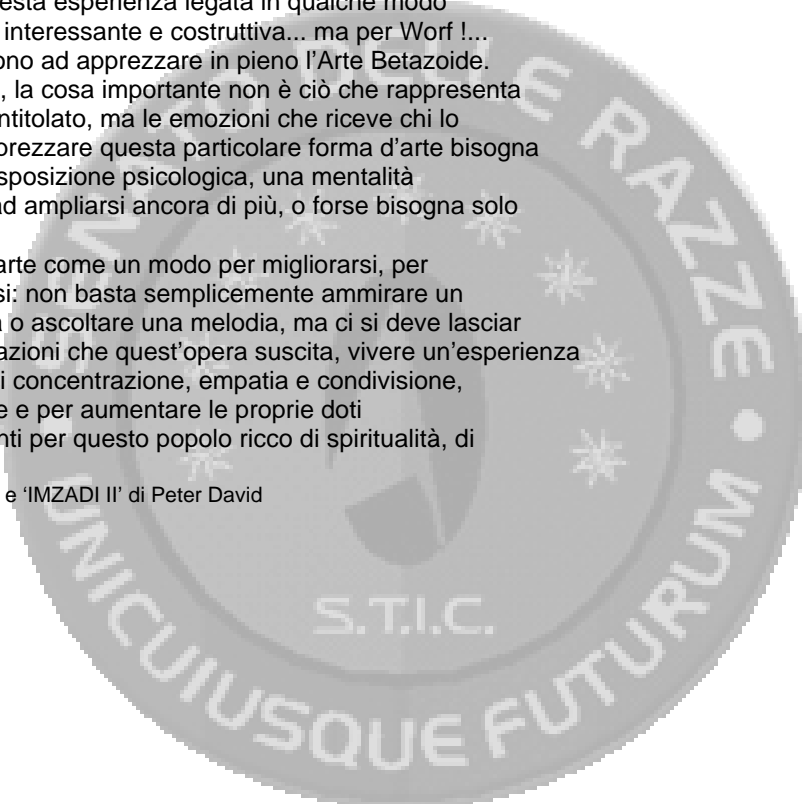 esta esperienza legata in qualche modo
interessante e costruttiva... ma per Worf !...
ono ad apprezzare in pieno l’Arte Betazoide.
, la cosa importante non è ciò che rappresenta
ntitolato, ma le emozioni che riceve chi lo
prezzare questa particolare forma d’arte bisogna
sposizione psicologica, una mentalità
ad ampliarsi ancora di più, o forse bisogna solo
arte come un modo per migliorarsi, per
si: non basta semplicemente ammirare un
a o ascoltare una melodia, ma ci si deve lasciar
azioni che quest’opera suscita, vivere un’esperienza
i concentrazione, empatia e condivisione,
e e per aumentare le proprie doti
nti per questo popolo ricco di spiritualità, di
e ‘IMZADI II’ di Peter David
SENATO DELLE RAZZE
S.T.I.C.
UNICUIUSQUE FUTURUM